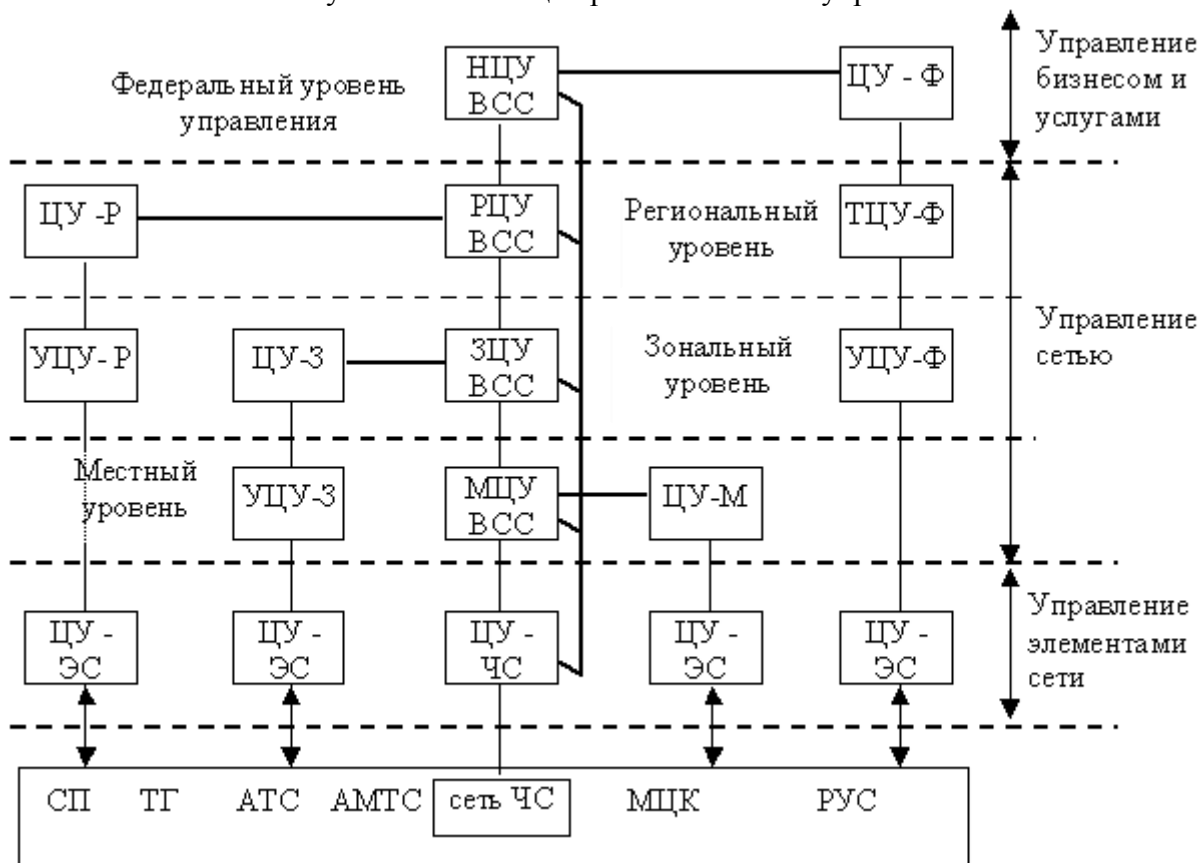 НЦУ
ВСС
ЦУ - Ф
Управление
бизнесом и
услугами
Федеральный уровень
управления
ЦУ -Р
РЦУ
ВСС
Региональный
уровень
ТЦУ-Ф
Управление
сетью
УЦУ- Р
ЦУ-З
ЗЦУ
ВСС
Зональный
уровень
УЦУ-Ф
Местный
уровень
УЦУ-З
МЦУ
ВСС
ЦУ-М
Управление
элементами
сети
ЦУ -
ЭС
ЦУ -
ЭС
ЦУ -
ЧС
ЦУ -
ЭС
ЦУ -
ЭС
СП ТГ АТС АМТС сеть ЧС МЦК РУС